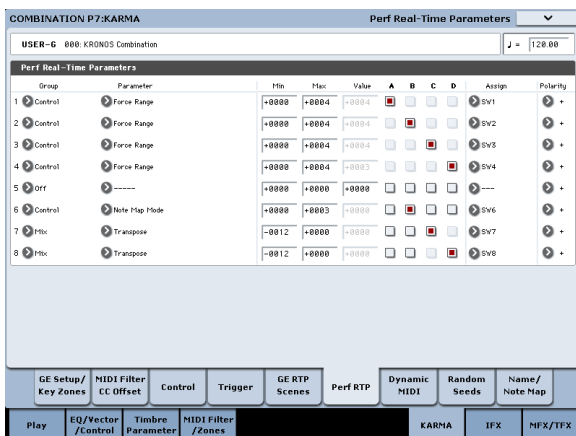 COMBINATION P7:KARMA Perf Real-Time Parameters
USER-G 000: KRONOS Combination ♩ = 120.00
Perf Real-Time Parameters
Group Parameter Min Max Value A B C D Assign Polarity
1 Control Force Range +0000 +0004 +0004 SW1 +
2 Control Force Range +0000 +0004 +0004 SW2 +
3 Control Force Range +0000 +0004 +0004 SW3 +
4 Control Force Range +0000 +0004 +0003 SW4 +
5 Off ----- +0000 +0000 +0000 --- +
6 Control Note Map Mode +0000 +0003 +0000 SW6 +
7 Mix Transpose -0012 +0000 +0000 SW7 +
8 Mix Transpose -0012 +0000 +0000 SW8 +
GE Setup/ Key Zones MIDI Filter CC Offset Control Trigger GE RTP Scenes Perf RTP Dynamic MIDI Random Seeds Name/ Note Map
Play EQ/Vector /Control Timbre Parameter MIDI Filter /Zones KARMA IFX MFX/TFX